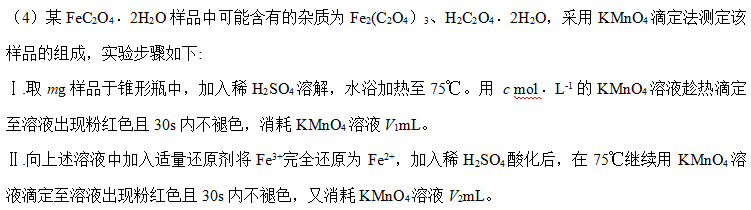 （4）某 FeC₂O₄．2H₂O 样品中可能含有的杂质为 Fe₂(C₂O₄）₃、H₂C₂O₄．2H₂O，采用 KMnO₄ 滴定法测定该
样品的组成，实验步骤如下:
Ⅰ.取 mg 样品于锥形瓶中，加入稀 H₂SO₄ 溶解，水浴加热至 75℃。用 c mol．L⁻¹ 的 KMnO₄ 溶液趁热滴定
至溶液出现粉红色且 30s 内不褪色，消耗 KMnO₄ 溶液 V₁mL。
Ⅱ.向上述溶液中加入适量还原剂将 Fe³⁺完全还原为 Fe²⁺，加入稀 H₂SO₄ 酸化后，在 75℃继续用 KMnO₄ 溶
液滴定至溶液出现粉红色且 30s 内不褪色，又消耗 KMnO₄ 溶液 V₂mL。